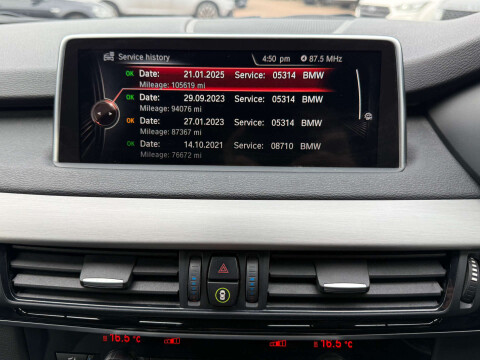 Service history 4:50 pm 87.5 MHz
OK Date: 21.01.2025 Service: 05314 BMW
Mileage: 105619 mi
OK Date: 29.09.2023 Service: 05314 BMW
Mileage: 94076 mi
OK Date: 27.01.2023 Service: 05314 BMW
Mileage: 87367 mi
OK Date: 14.10.2021 Service: 08710 BMW
Mileage: 76672 mi
16.5 °C 16.5 °C